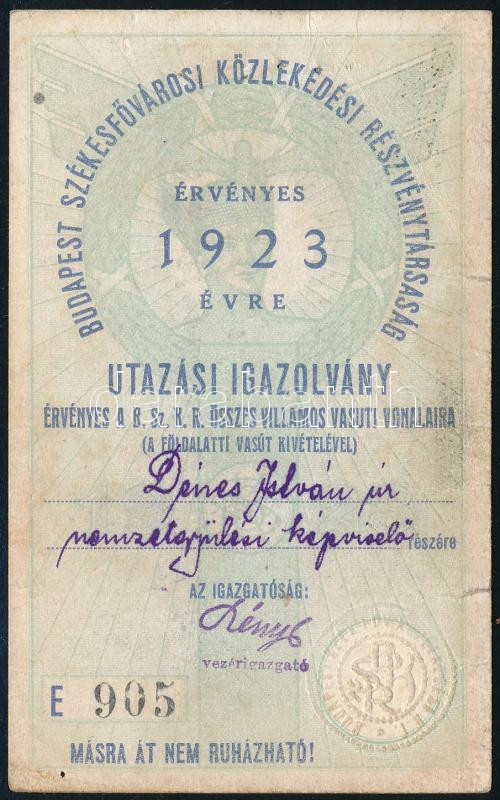 BUDAPEST SZÉKESFŐVÁROSI KÖZLEKEDÉSI RÉSZVÉNYTÁRSASÁG
ÉRVÉNYES
1923
ÉVRE
UTAZÁSI IGAZOLVÁNY
ÉRVÉNYES A B. Sz. K. R. ÖSSZES VILLAMOS VASUTI VONALAIRA
(A FÖLDALATTI VASÚT KIVÉTELÉVEL)
Dénes István úr
nemzetgyülési képviselő részére
AZ IGAZGATÓSÁG:
vezérigazgató
E 905
MÁSRA ÁT NEM RUHÁZHATÓ!